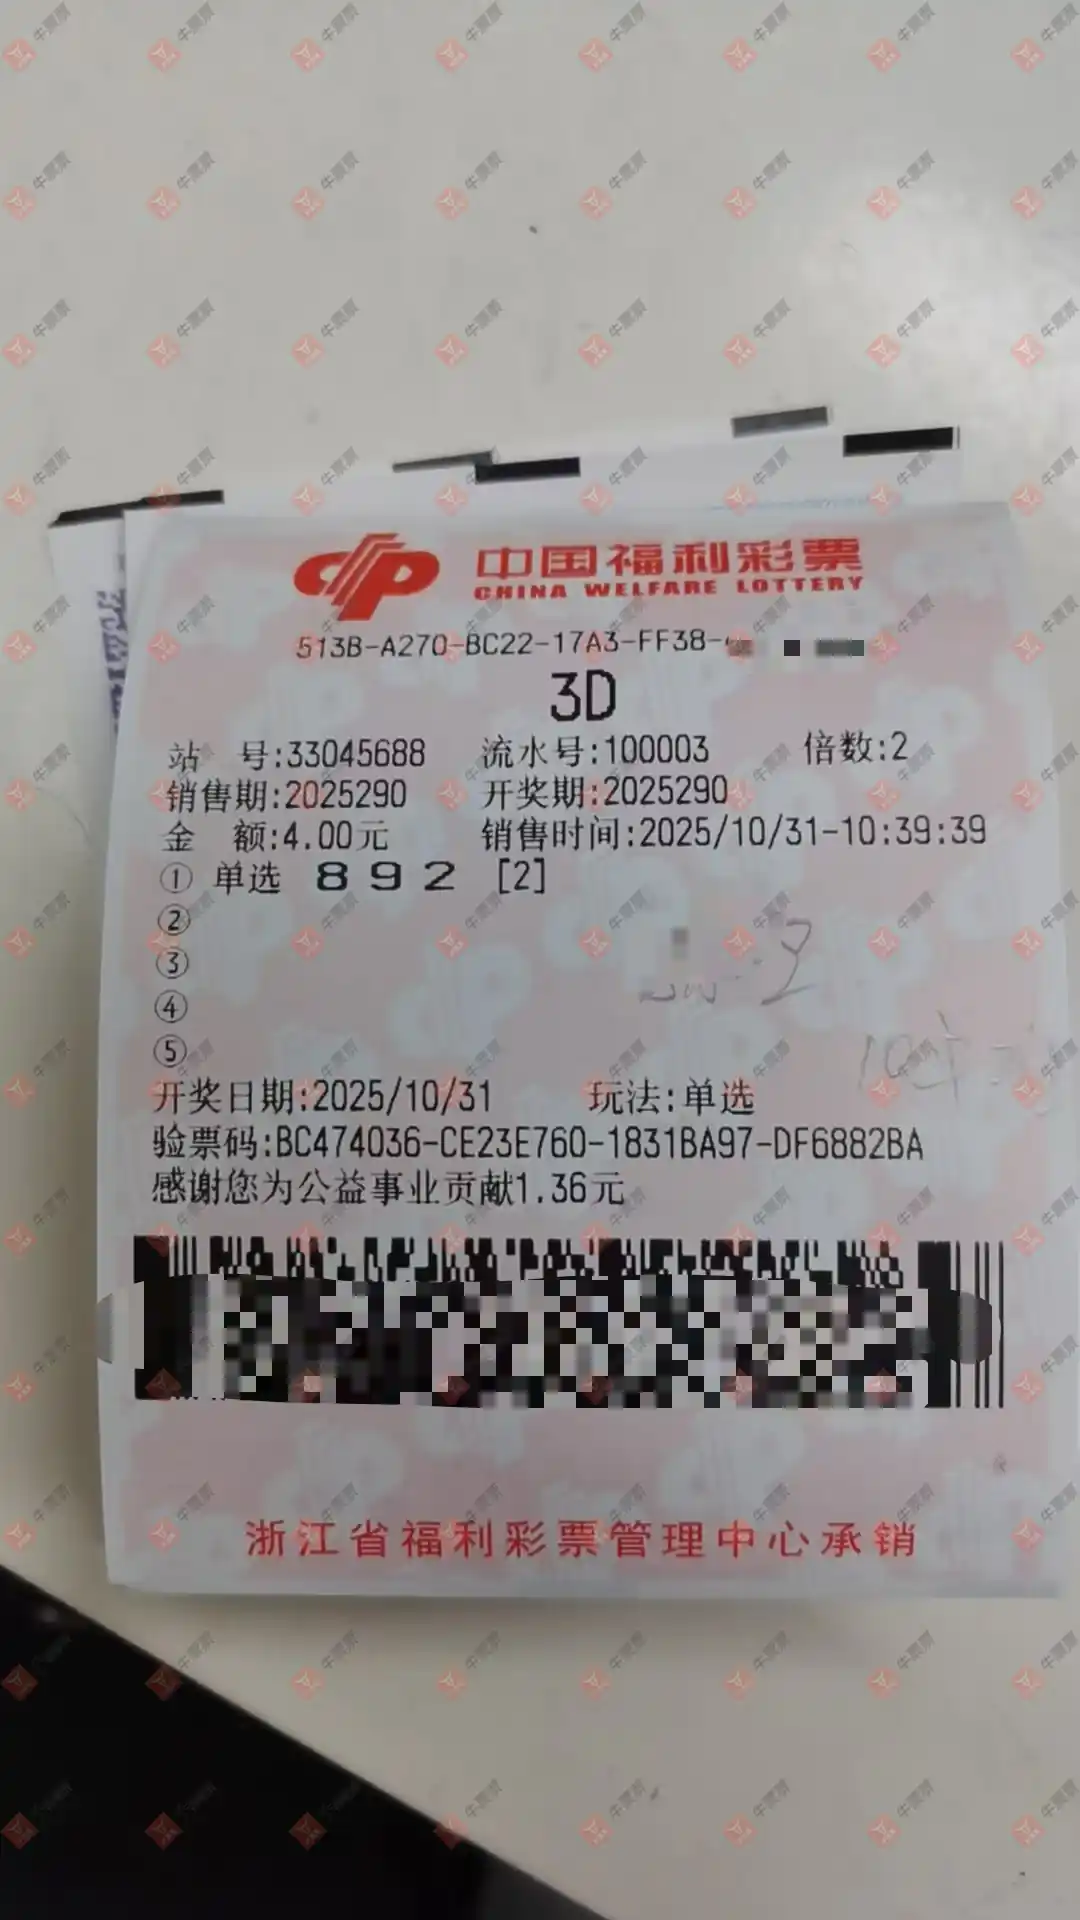 中国福利彩票
CHINA WELFARE LOTTERY
513B-A270-BC22-17A3-FF38-
3D
站 号:33045688 流水号:100003 倍数:2
销售期:2025290 开奖期:2025290
金 额:4.00元 销售时间:2025/10/31-10:39:39
① 单选 8 9 2 [2]
②
③
④
⑤
开奖日期:2025/10/31 玩法:单选
验票码:BC474036-CE23E760-1831BA97-DF6882BA
感谢您为公益事业贡献1.36元
浙江省福利彩票管理中心承销
牛票票